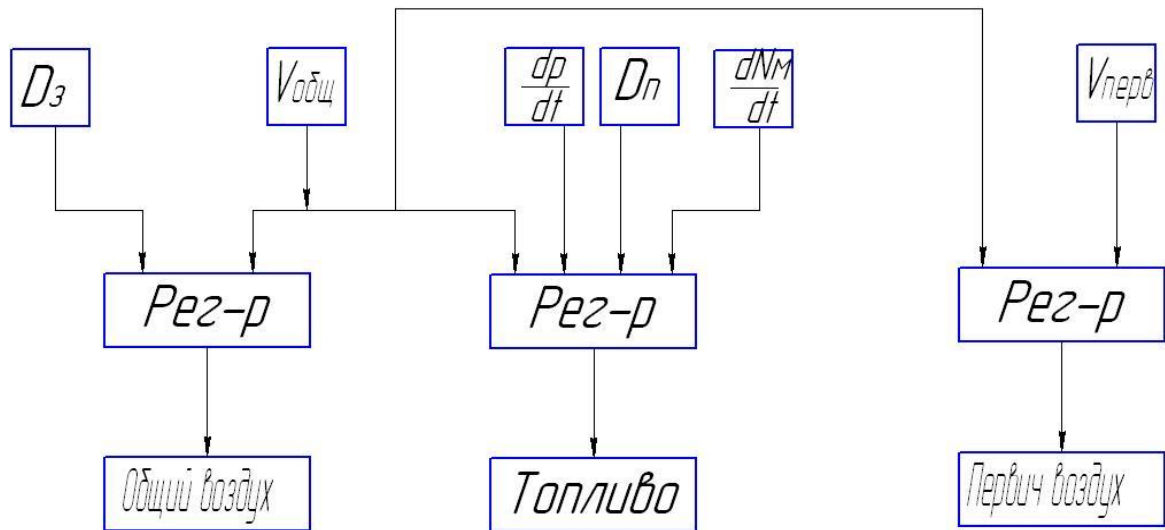 Dз
Vобщ
dp
dt
Dп
dNм
dt
Vперв
Рег-р
Рег-р
Рег-р
Общий воздух
Топливо
Первич воздух